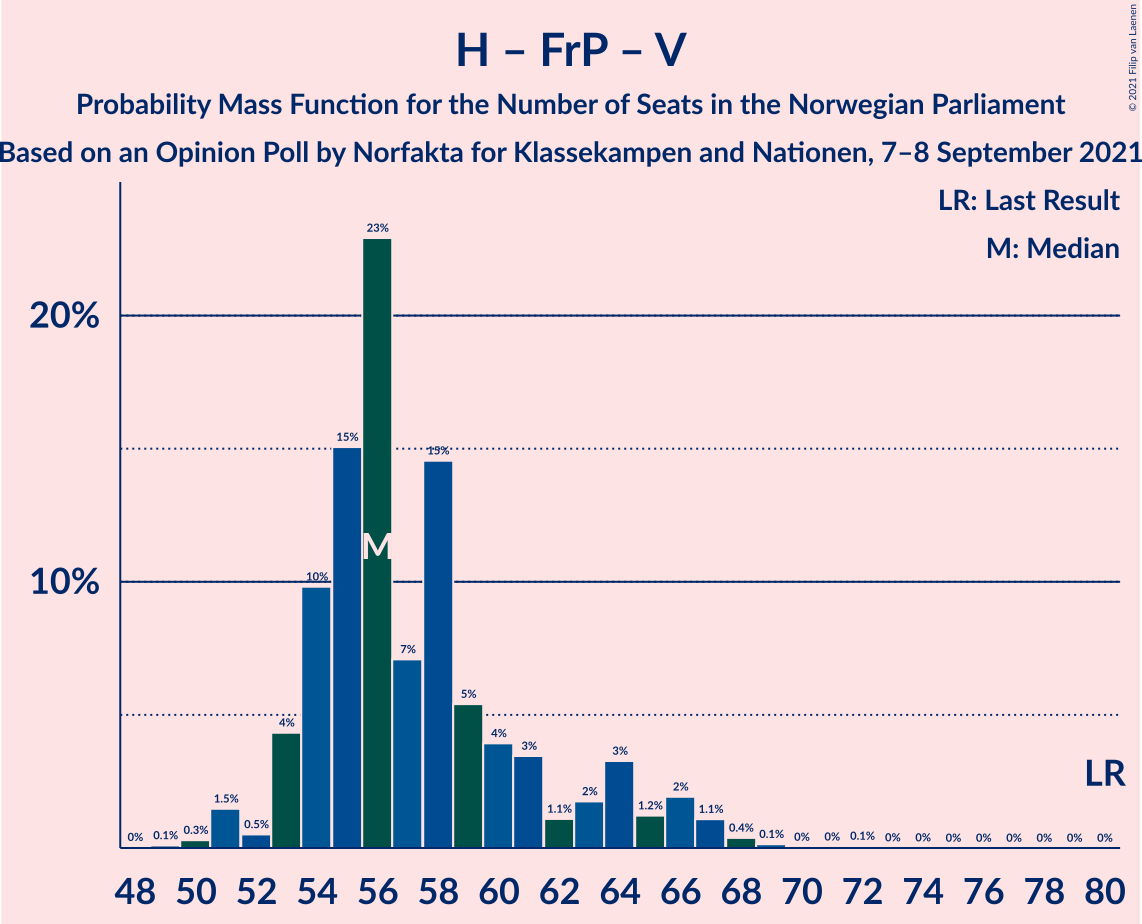 © 2021 Filip van Laenen
H – FrP – V
Probability Mass Function for the Number of Seats in the Norwegian Parliament
Based on an Opinion Poll by Norfakta for Klassekampen and Nationen, 7–8 September 2021
LR: Last Result
M: Median
20%
10%
0% 0.1% 0.3% 1.5% 0.5% 4% 10% 15% 23% 7% 15% 5% 4% 3% 1.1% 2% 3% 1.2% 2% 1.1% 0.4% 0.1% 0% 0% 0.1% 0% 0% 0% 0% 0% 0% 0% 0%
M
LR
48 50 52 54 56 58 60 62 64 66 68 70 72 74 76 78 80